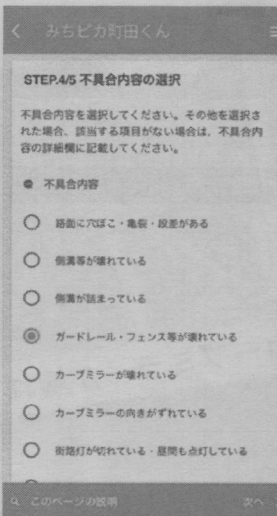 みちピカ町田くん
STEP.4/5 不具合内容の選択
不具合内容を選択してください。その他を選択さ
れた場合、該当する項目がない場合は、不具合内
容の詳細欄に記載してください。
不具合内容
路面に穴ぼこ・亀裂・段差がある
側溝等が壊れている
側溝が詰まっている
ガードレール・フェンス等が壊れている
カーブミラーが壊れている
カーブミラーの向きがずれている
街路灯が切れている・昼間も点灯している
このページの説明
次へ